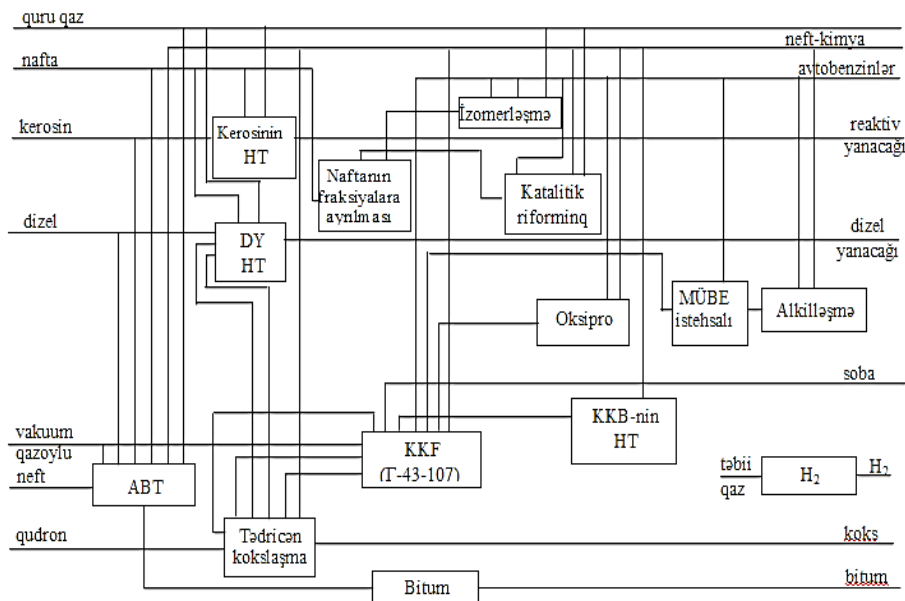 quru qaz
neft-kimya
nafta
avtobenzinlər
İzomerləşmə
kerosin
Kerosinin
HT
reaktiv
yanacağı
Naftanın
fraksiyalara
ayrılması
Katalitik
riforminq
dizel
DY
HT
dizel
yanacağı
MÜBE
istehsalı
Alkilləşmə
Oksipro
soba
KKB-nin
HT
vakuum
qazoylu
neft
ABT
KKF
(Г-43-107)
təbii
qaz
H₂
H₂
qudron
Tədricən
kokslaşma
koks
Bitum
bitum